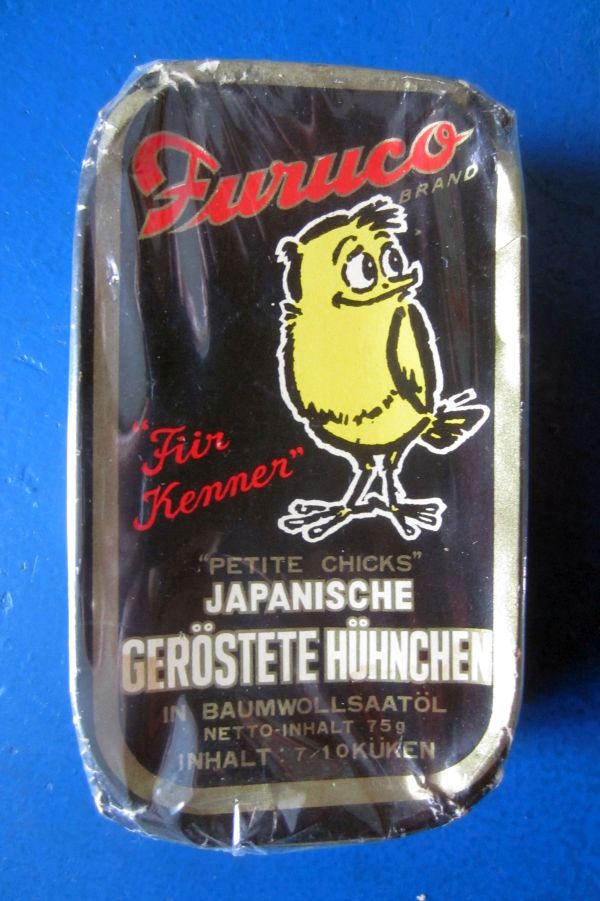 Furuco
BRAND
"Für
Kenner"
"PETITE CHICKS"
JAPANISCHE
GERÖSTETE HÜHNCHEN
IN BAUMWOLLSAATÖL
NETTO-INHALT 75g
INHALT: 7/10 KÜKEN